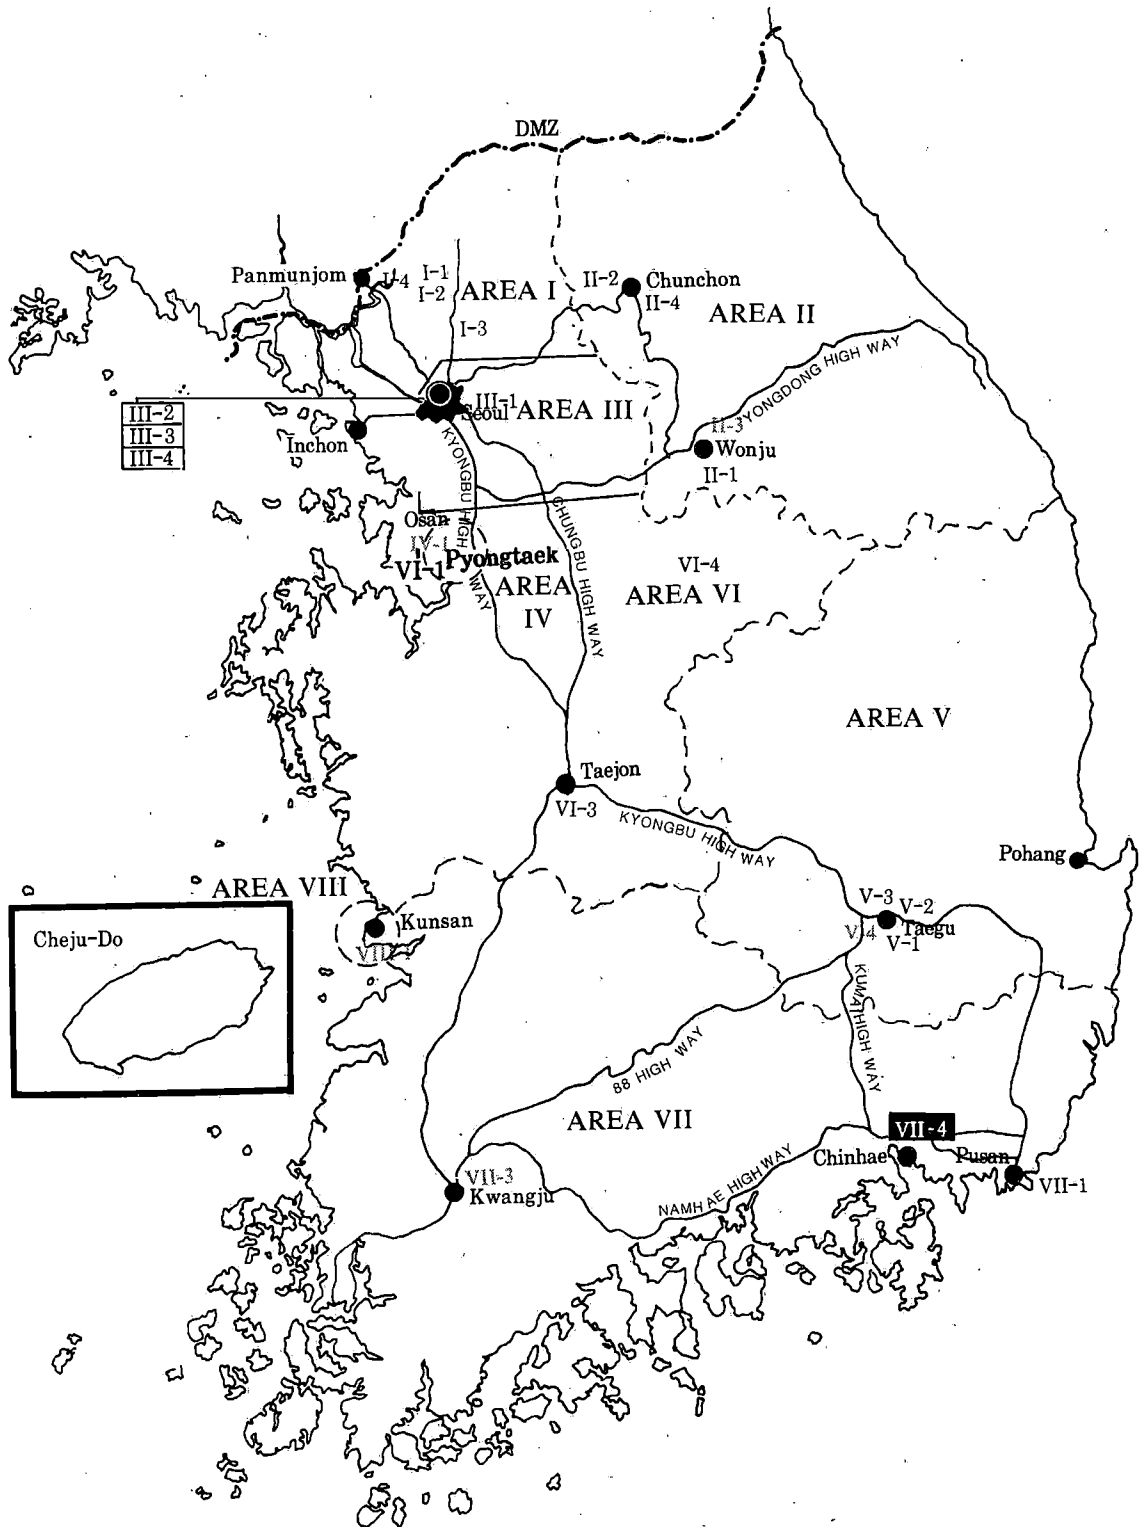 DMZ
Panmunjom
I-4
I-1
I-2
AREA I
I-3
II-2
Chunchon
II-4
AREA II
YONGDONG HIGH WAY
III-1
Seoul
AREA III
III-2
III-3
III-4
Inchon
II-3
Wonju
II-1
KYONGBU HIGH WAY
CHUNGBU HIGH WAY
Osan
IV-1
VI-1
Pyongtaek
AREA
IV
VI-4
AREA VI
AREA V
Taejon
VI-3
KYONGBU HIGH WAY
Pohang
AREA VIII
Kunsan
V-3
V-2
V-4
Taegu
V-1
Cheju-Do
KUMA HIGH WAY
88 HIGH WAY
AREA VII
VII-4
Chinhae
Pusan
VII-1
VII-3
Kwangju
NAMHAE HIGH WAY